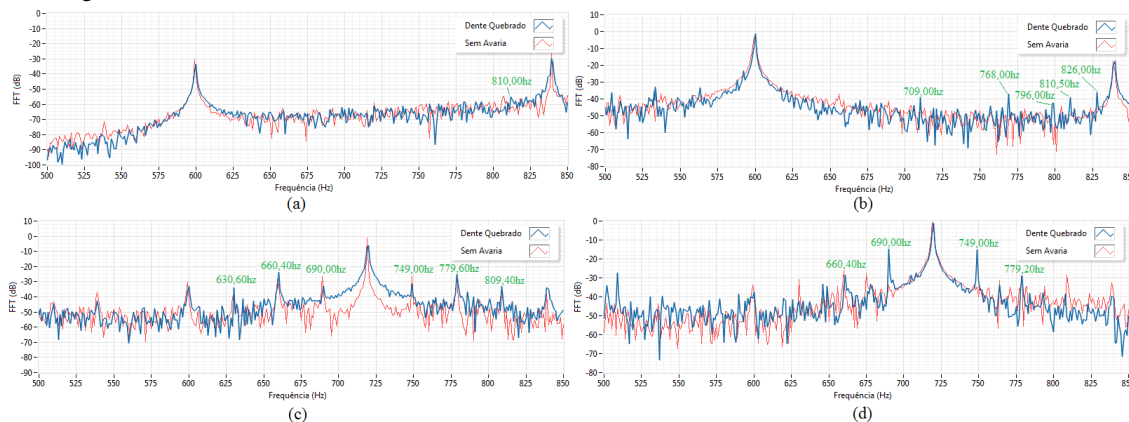 Dente Quebrado
Sem Avaria
810,00hz
FFT (dB)
0
-10
-20
-30
-40
-50
-60
-70
-80
-90
-100
500 525 550 575 600 625 650 675 700 725 750 775 800 825 850
Frequência (Hz)
(a)
Dente Quebrado
Sem Avaria
709,00hz
768,00hz
796,00hz
810,50hz
826,00hz
FFT (dB)
10
0
-10
-20
-30
-40
-50
-60
-70
-80
500 525 550 575 600 625 650 675 700 725 750 775 800 825 85
Frequência (Hz)
(b)
Dente Quebrado
Sem Avaria
630,60hz
660,40hz
690,00hz
749,00hz
779,60hz
809,40hz
FFT (dB)
20
10
0
-10
-20
-30
-40
-50
-60
-70
-80
-90
500 525 550 575 600 625 650 675 700 725 750 775 800 825 850
Frequência (Hz)
(c)
Dente Quebrado
Sem Avaria
660,40hz
690,00hz
749,00hz
779,20hz
FFT (dB)
0
-10
-20
-30
-40
-50
-60
-70
-80
500 525 550 575 600 625 650 675 700 725 750 775 800 825 85
Frequência (Hz)
(d)